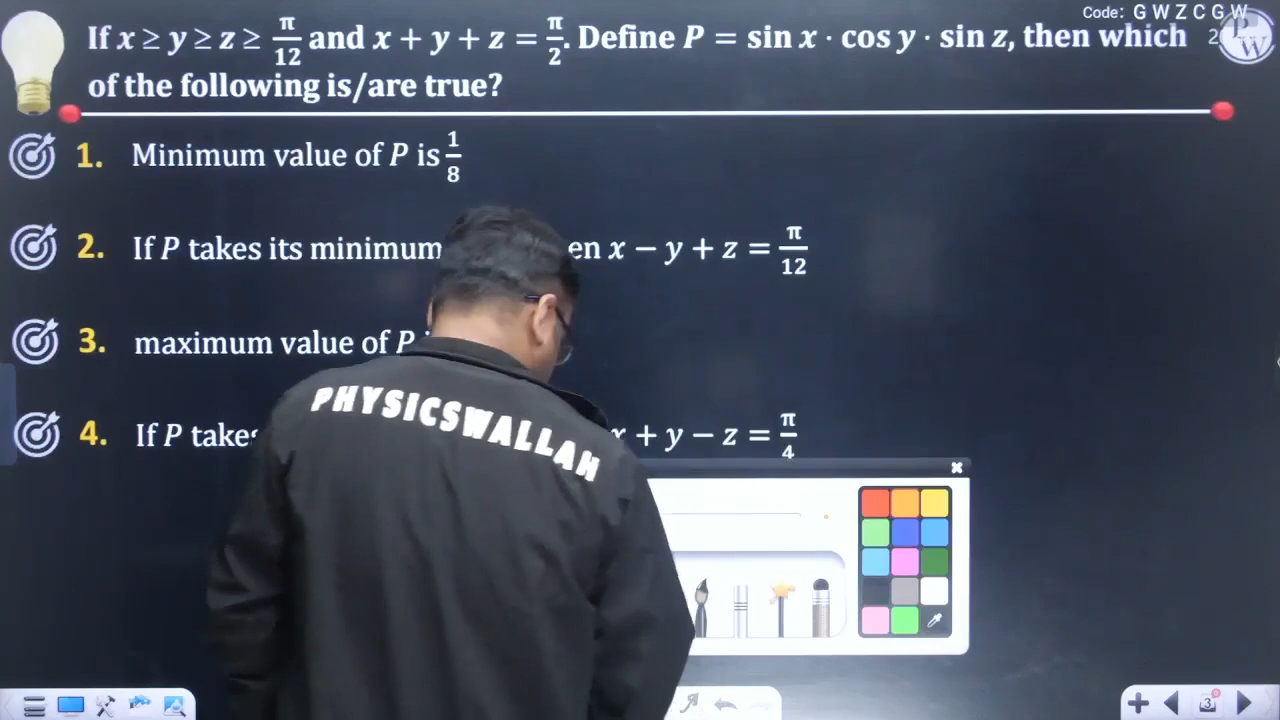 Code: G W Z C G W
If x ≥ y ≥ z ≥ π/12 and x + y + z = π/2. Define P = sin x · cos y · sin z, then which
of the following is/are true?
1. Minimum value of P is 1/8
2. If P takes its minimum en x − y + z = π/12
3. maximum value of P
4. If P takes x + y − z = π/4
PHYSICSWALLAH